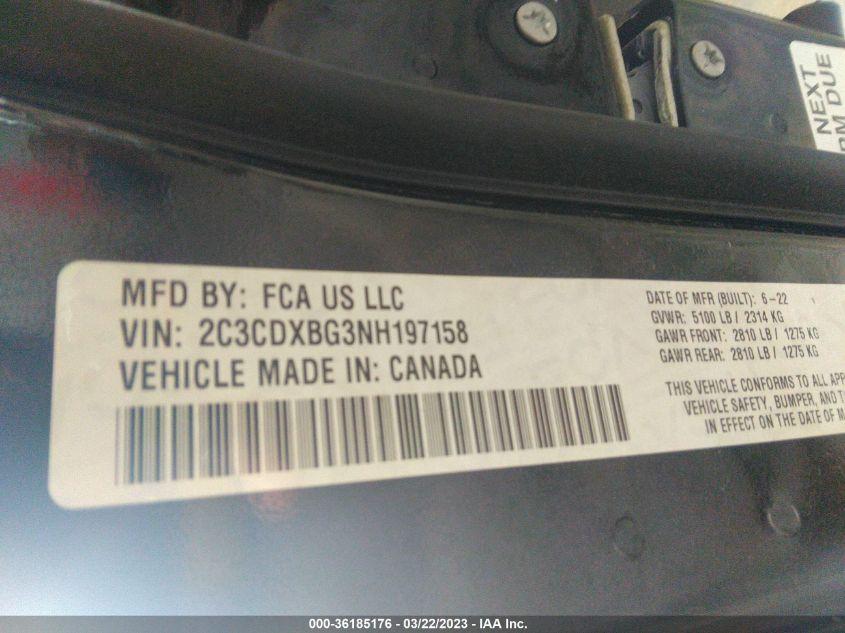 NEXT
PM DUE
MFD BY: FCA US LLC
VIN: 2C3CDXBG3NH197158
VEHICLE MADE IN: CANADA
DATE OF MFR (BUILT): 6-22
GVWR: 5100 LB / 2314 KG
GAWR FRONT: 2810 LB / 1275 KG
GAWR REAR: 2810 LB / 1275 KG
THIS VEHICLE CONFORMS TO ALL APP
VEHICLE SAFETY, BUMPER, AND T
IN EFFECT ON THE DATE OF M
000-36185176 - 03/22/2023 - IAA Inc.